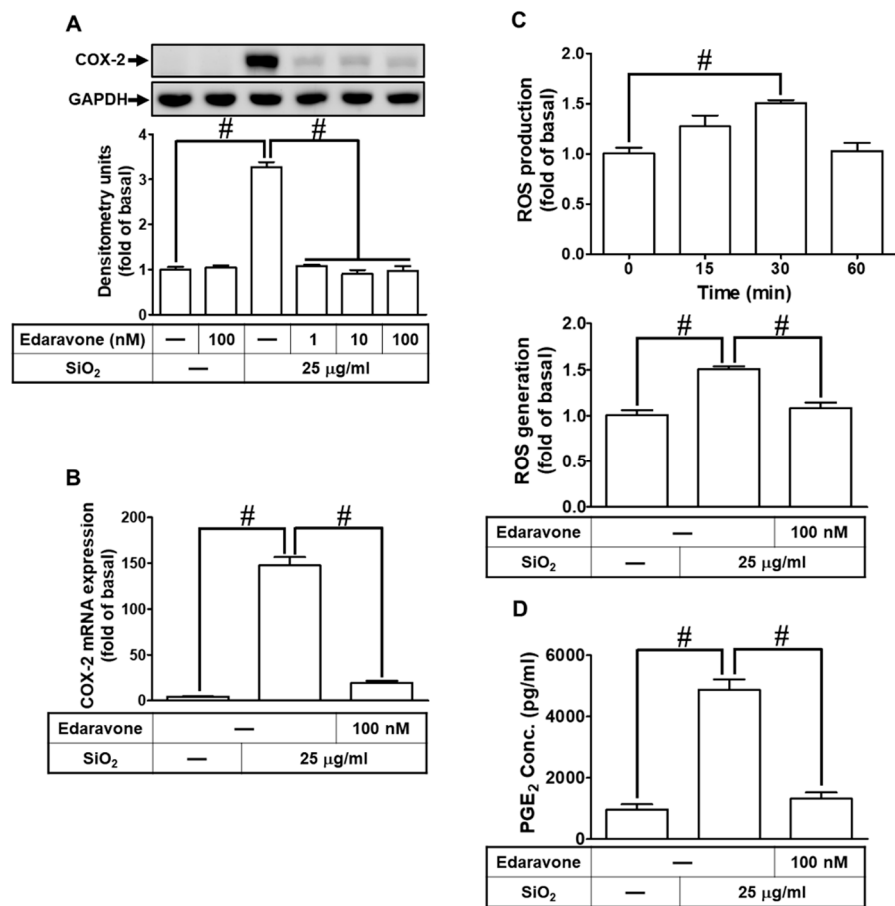 A
COX-2
GAPDH
# #
Densitometry units
(fold of basal)
4
3
2
1
0
Edaravone (nM) — 100 — 1 10 100
SiO₂ — 25 μg/ml
B
# #
COX-2 mRNA expression
(fold of basal)
200
150
100
50
0
Edaravone — 100 nM
SiO₂ — 25 μg/ml
C
#
ROS production
(fold of basal)
2.0
1.5
1.0
0.5
0.0
0 15 30 60
Time (min)
# #
ROS generation
(fold of basal)
2.0
1.5
1.0
0.5
0.0
Edaravone — 100 nM
SiO₂ — 25 μg/ml
D
# #
PGE₂ Conc. (pg/ml)
6000
4000
2000
0
Edaravone — 100 nM
SiO₂ — 25 μg/ml